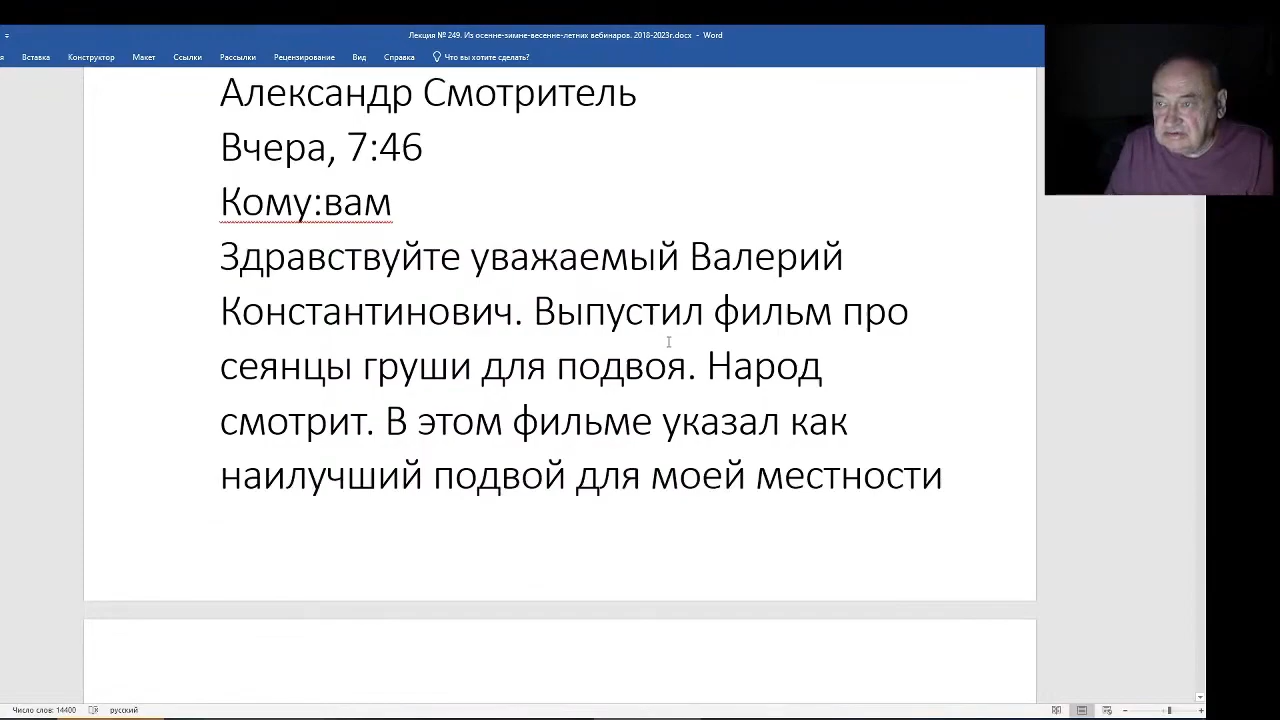 Лекция № 249. Из осенне-зимне-весенне-летних вебинаров. 2018-2023г.docx - Word
я Вставка Конструктор Макет Ссылки Рассылки Рецензирование Вид Справка Что вы хотите сделать?
Александр Смотритель
Вчера, 7:46
Кому:вам
Здравствуйте уважаемый Валерий
Константинович. Выпустил фильм про
сеянцы груши для подвоя. Народ
смотрит. В этом фильме указал как
наилучший подвой для моей местности
Число слов: 14400 русский